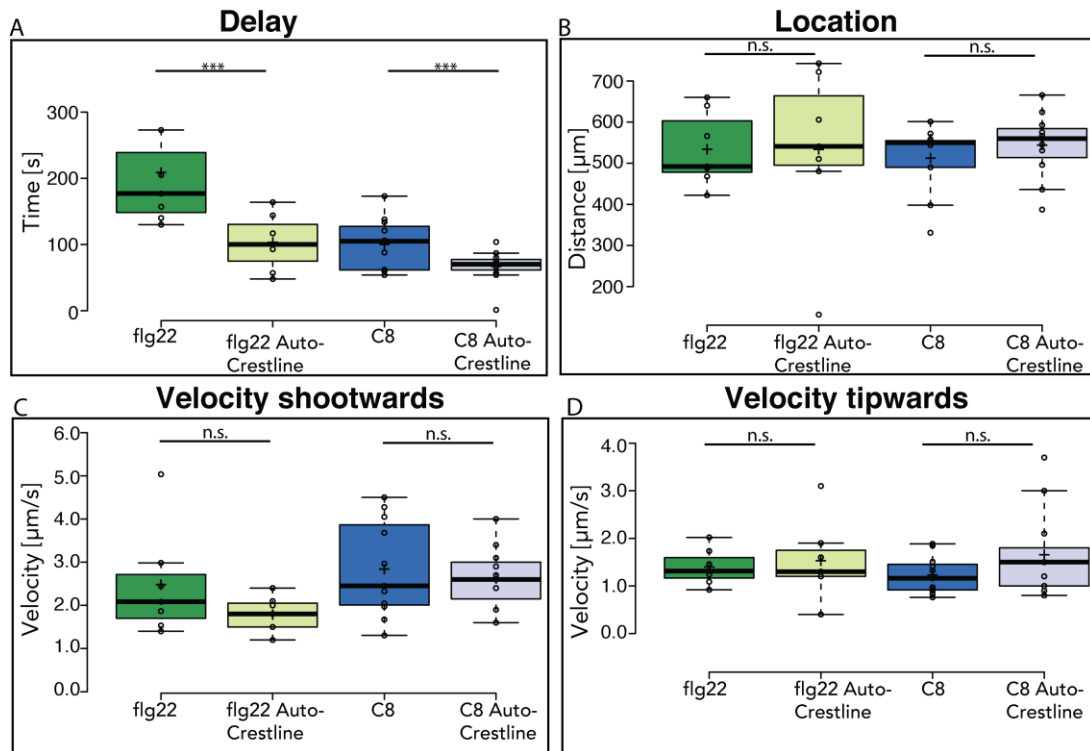 A Delay
*** ***
Time [s]
300
200
100
0
flg22 flg22 Auto- C8 C8 Auto-
Crestline Crestline
B Location
n.s. n.s.
Distance [µm]
700
600
500
400
300
200
flg22 flg22 Auto- C8 C8 Auto-
Crestline Crestline
C Velocity shootwards
n.s. n.s.
Velocity [µm/s]
6.0
5.0
4.0
3.0
2.0
1.0
0.0
flg22 flg22 Auto- C8 C8 Auto-
Crestline Crestline
D Velocity tipwards
n.s. n.s.
Velocity [µm/s]
4.0
3.0
2.0
1.0
0.0
flg22 flg22 Auto- C8 C8 Auto-
Crestline Crestline